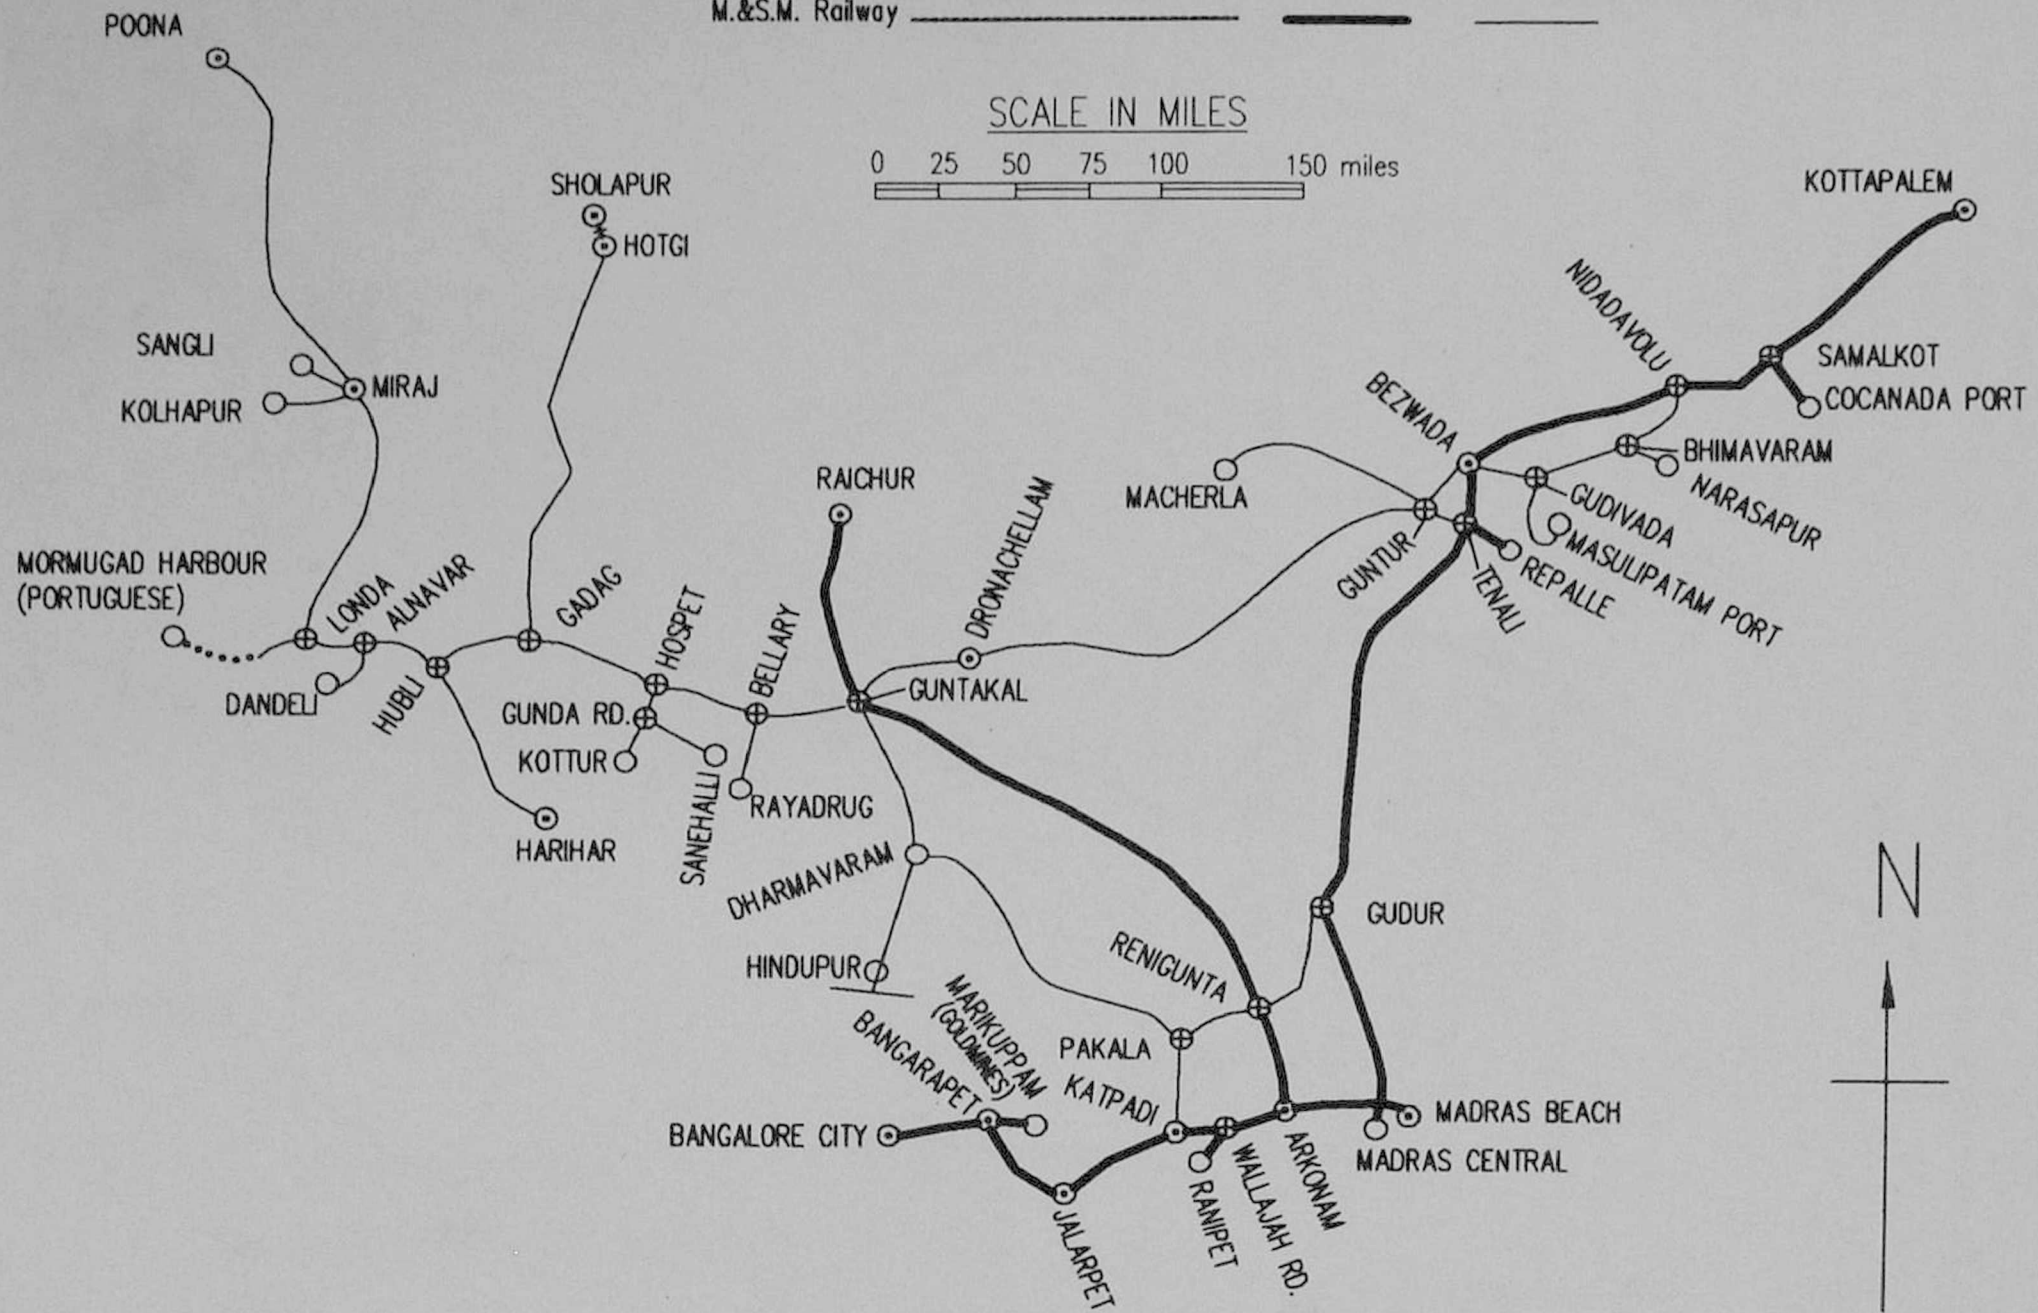 M.&S.M. Railway
POONA
SCALE IN MILES
0 25 50 75 100 150 miles
SHOLAPUR
HOTGI
KOTTAPALEM
NIDADAVOLU
SANGLI
KOLHAPUR
MIRAJ
SAMALKOT
COCANADA PORT
BEZWADA
BHIMAVARAM
NARASAPUR
RAICHUR
MACHERLA
GUDIVADA
MASULIPATAM PORT
DRONACHELLAM
GUNTUR
TENALI
REPALLE
MORMUGAD HARBOUR
(PORTUGUESE)
LONDA
ALNAVAR
GADAG
HOSPET
BELLARY
GUNTAKAL
DANDELI
HUBLI
GUNDA RD.
KOTTUR
SANEHALLI
RAYADRUG
HARIHAR
DHARMAVARAM
GUDUR
N
HINDUPUR
RENIGUNTA
MARIKUPPAM
(GOLDMINES)
BANGARAPET
PAKALA
KATPADI
BANGALORE CITY
MADRAS BEACH
MADRAS CENTRAL
ARKONAM
WALLAJAH RD.
RANIPET
JALARPET